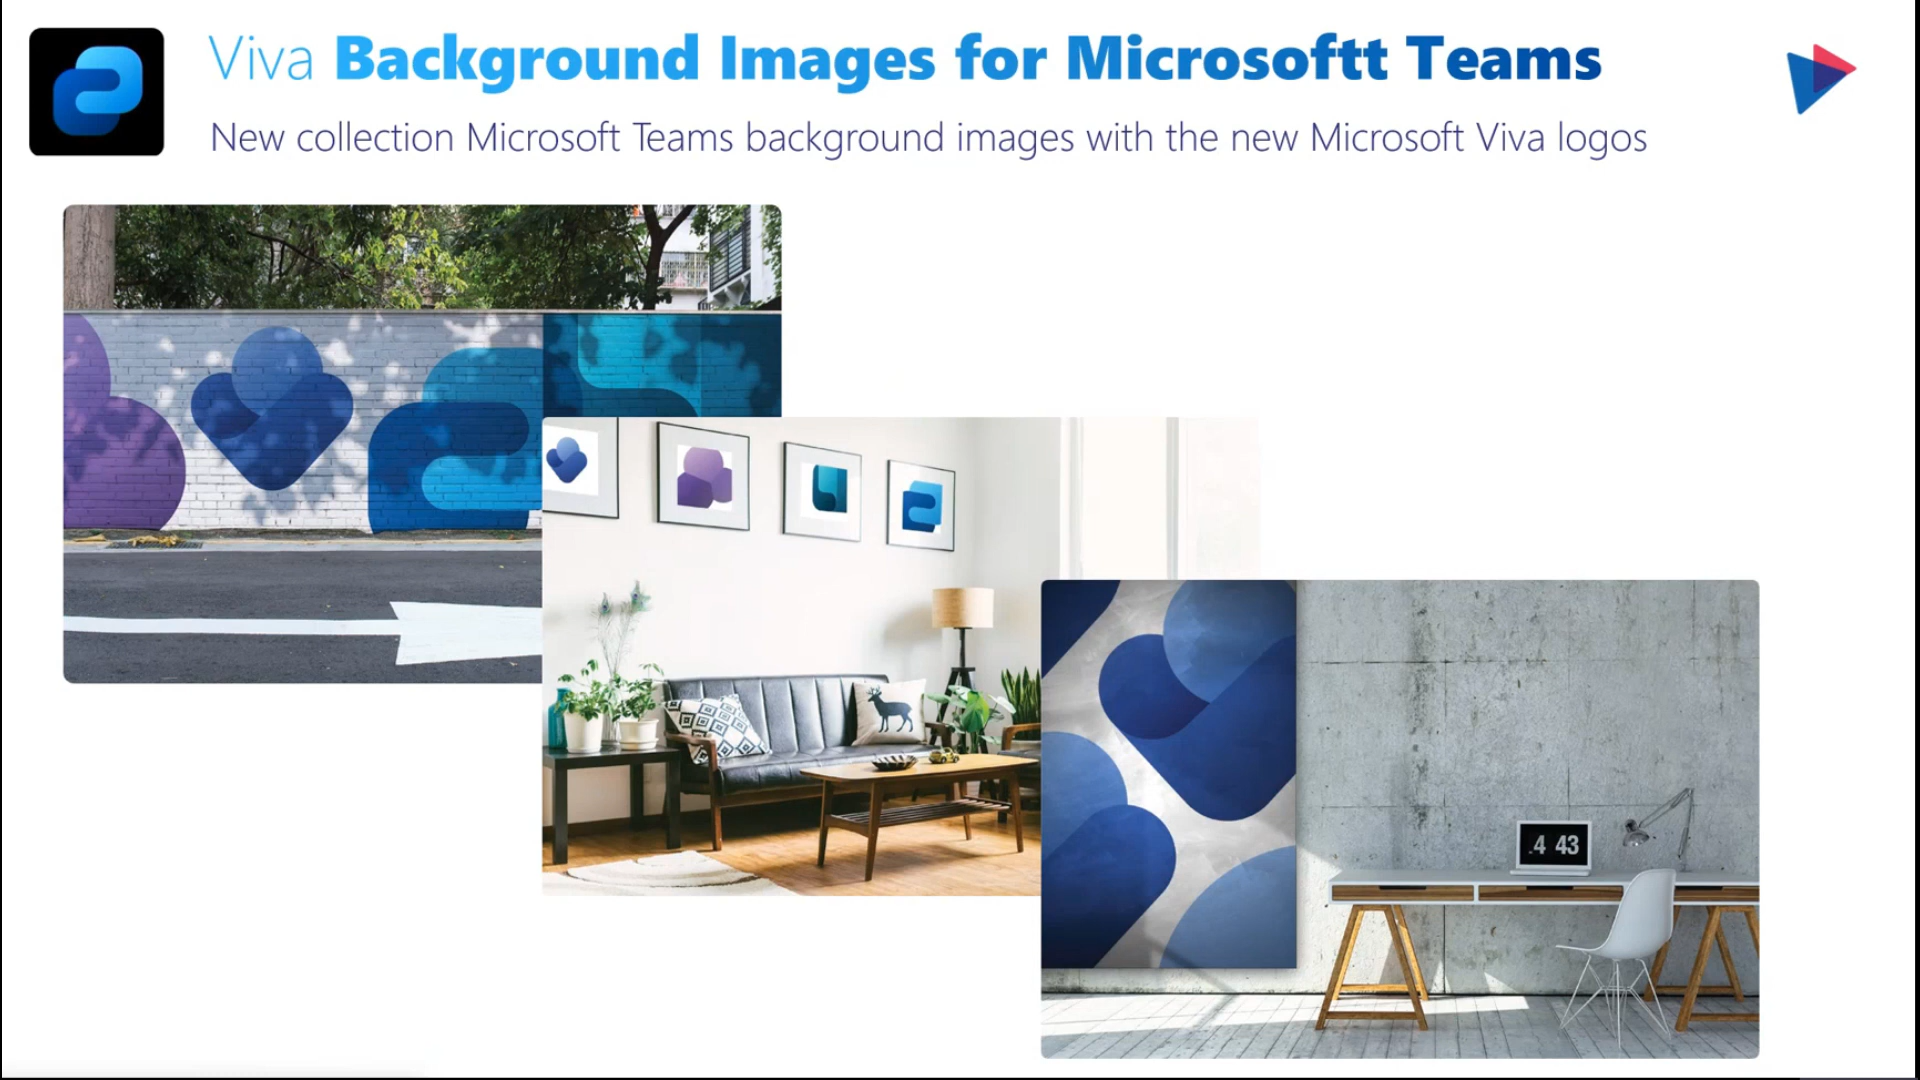 Viva Background Images for Microsoftt Teams
New collection Microsoft Teams background images with the new Microsoft Viva logos
4 43